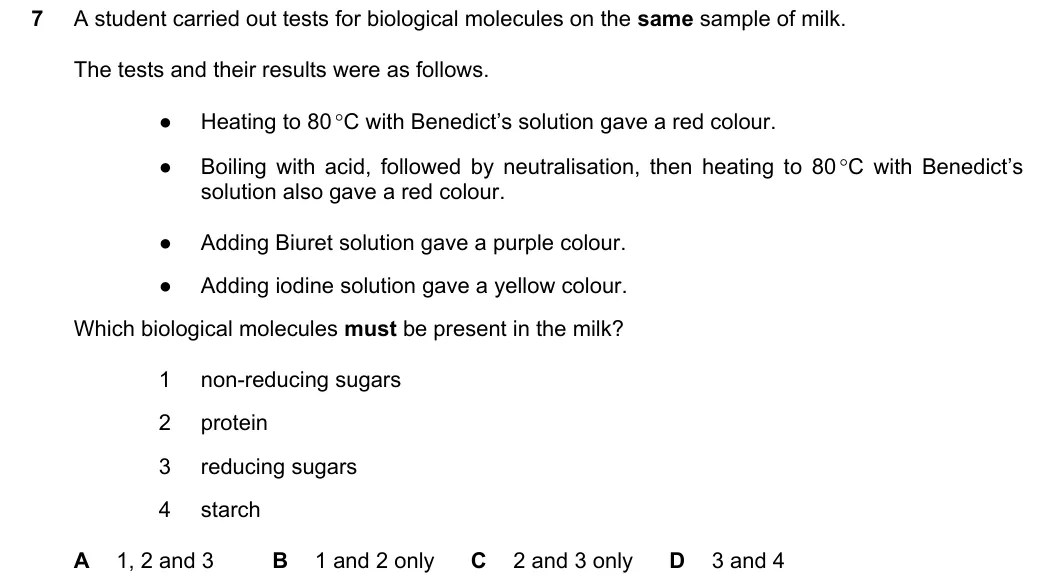 7 A student carried out tests for biological molecules on the same sample of milk.
The tests and their results were as follows.
● Heating to 80 °C with Benedict's solution gave a red colour.
● Boiling with acid, followed by neutralisation, then heating to 80 °C with Benedict's
solution also gave a red colour.
● Adding Biuret solution gave a purple colour.
● Adding iodine solution gave a yellow colour.
Which biological molecules must be present in the milk?
1 non-reducing sugars
2 protein
3 reducing sugars
4 starch
A 1, 2 and 3 B 1 and 2 only C 2 and 3 only D 3 and 4